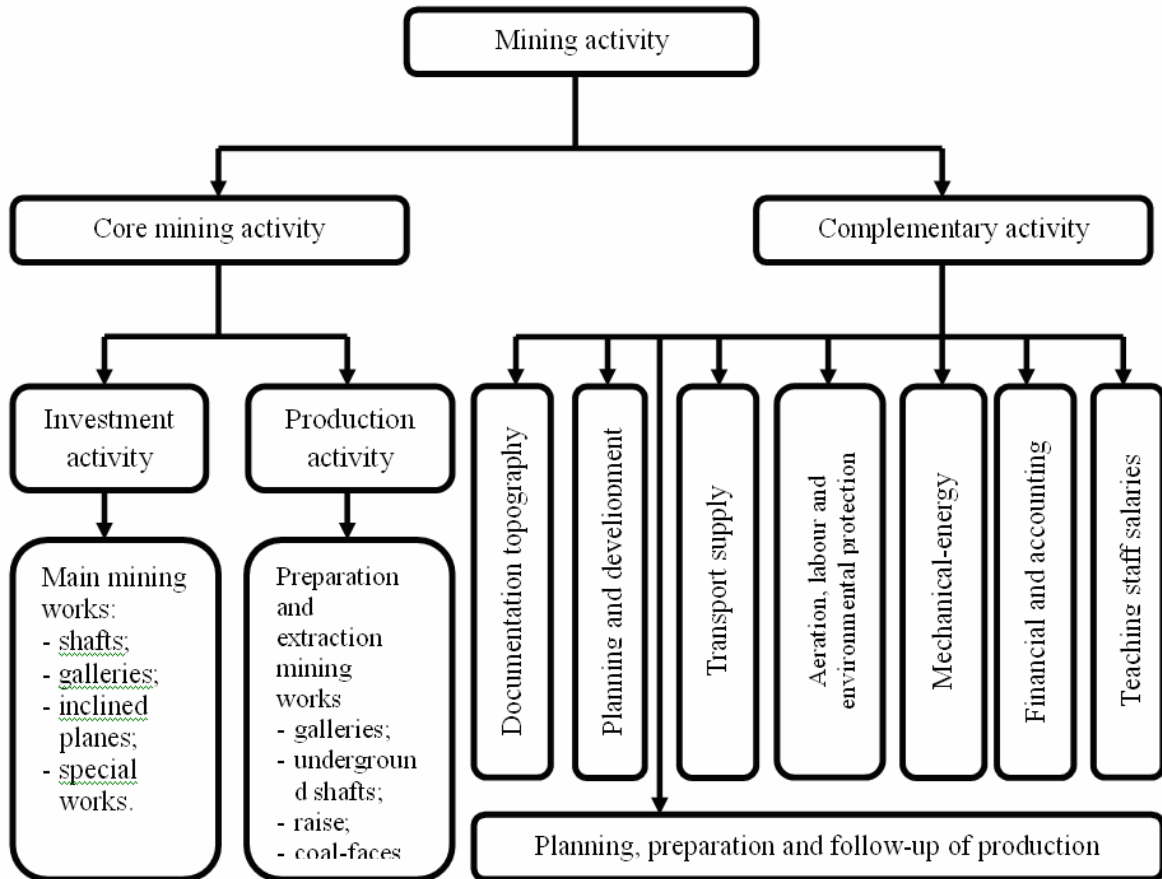 Mining activity
Core mining activity
Complementary activity
Investment
activity
Production
activity
Main mining
works:
- shafts;
- galleries;
- inclined
planes;
- special
works.
Preparation
and
extraction
mining
works
- galleries;
- undergroun
d shafts;
- raise;
- coal-faces
Documentation topography
Planning and development
Transport supply
Aeration, labour and
environmental protection
Mechanical-energy
Financial and accounting
Teaching staff salaries
Planning, preparation and follow-up of production